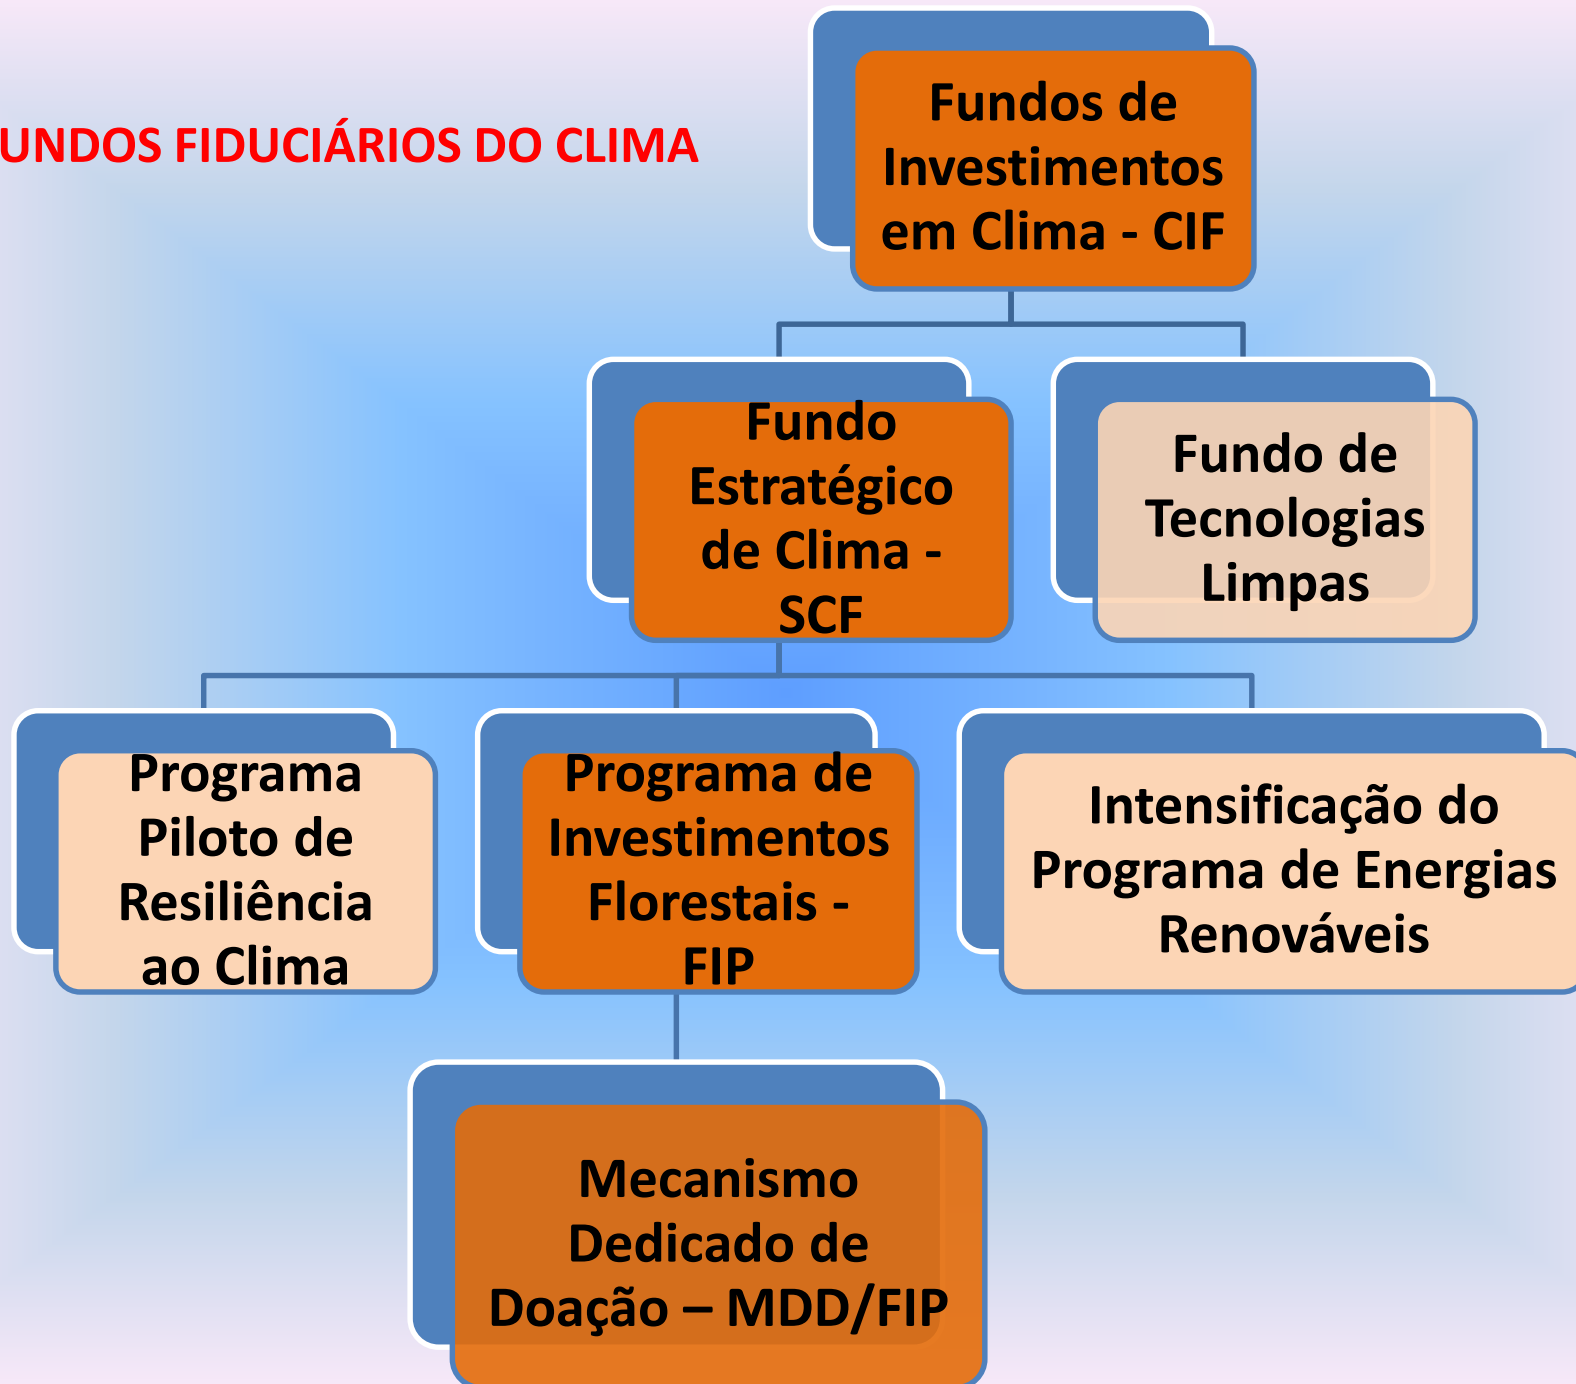 UNDOS FIDUCIÁRIOS DO CLIMA
Fundos de
Investimentos
em Clima - CIF
Fundo
Estratégico
de Clima -
SCF
Fundo de
Tecnologias
Limpas
Programa
Piloto de
Resiliência
ao Clima
Programa de
Investimentos
Florestais -
FIP
Intensificação do
Programa de Energias
Renováveis
Mecanismo
Dedicado de
Doação – MDD/FIP